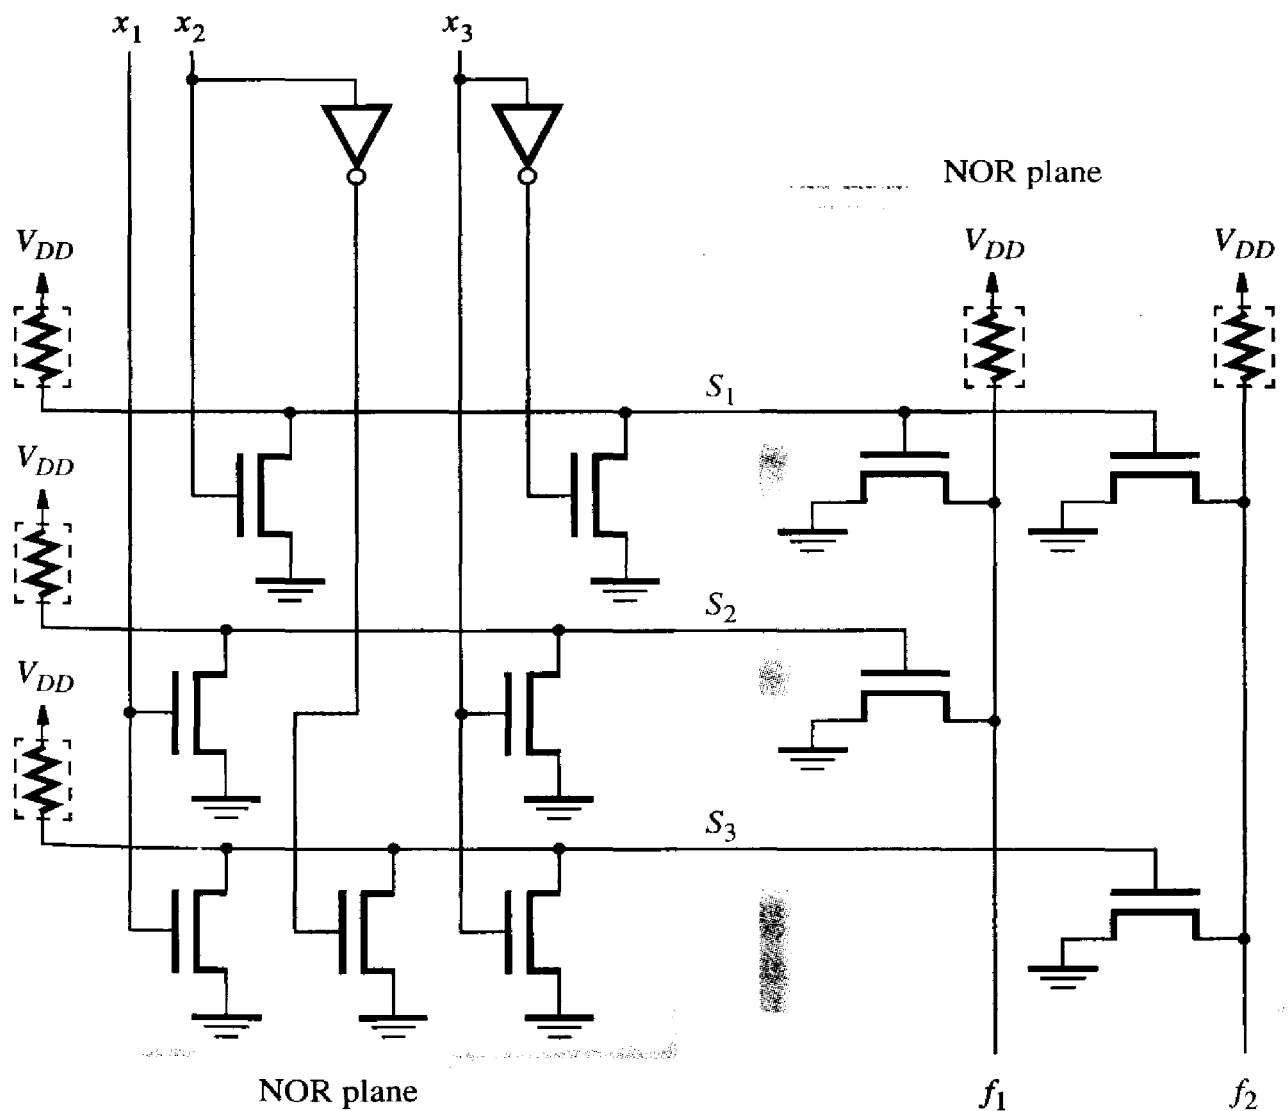 x1 x2 x3
NOR plane
VDD VDD VDD
S1
VDD
S2
VDD
S3
NOR plane
f1 f2